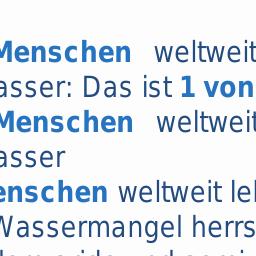 Menschen weltweit
asser: Das ist 1 von
Menschen weltweit
asser
enschen weltweit le
Wassermangel herrs